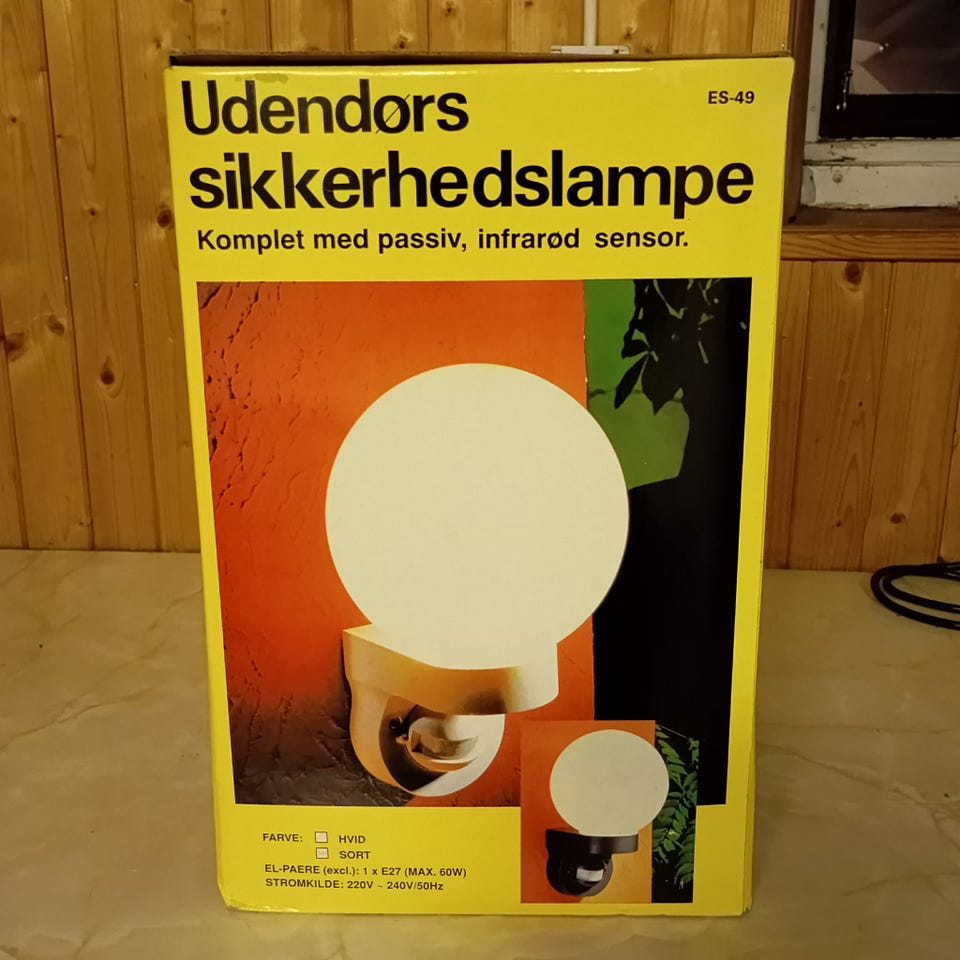 Udendørs
ES-49
sikkerhedslampe
Komplet med passiv, infrarød sensor.
FARVE: HVID
SORT
EL-PAERE (excl.): 1 x E27 (MAX. 60W)
STROMKILDE: 220V ~ 240V/50Hz